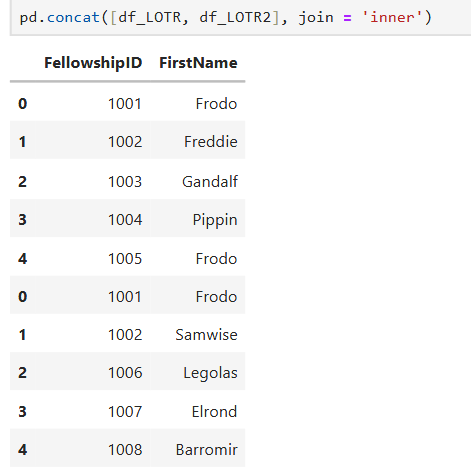 pd.concat([df_LOTR, df_LOTR2], join = 'inner')
FellowshipID FirstName
0 1001 Frodo
1 1002 Freddie
2 1003 Gandalf
3 1004 Pippin
4 1005 Frodo
0 1001 Frodo
1 1002 Samwise
2 1006 Legolas
3 1007 Elrond
4 1008 Barromir